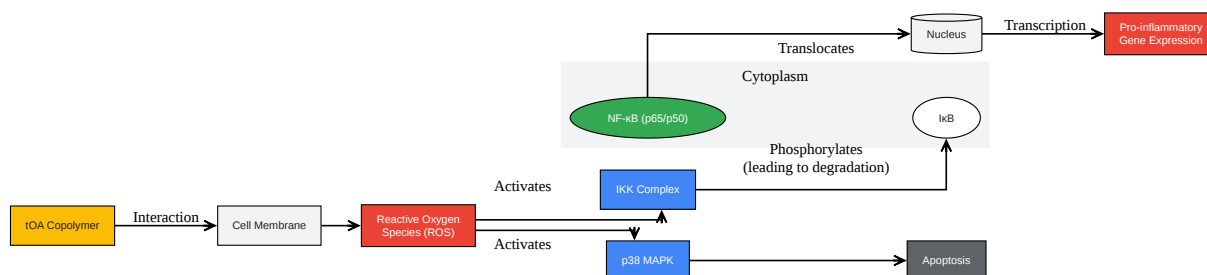 Nucleus
Transcription
Pro-inflammatory
Gene Expression
Translocates
Cytoplasm
NF-κB (p65/p50)
IκB
Phosphorylates
(leading to degradation)
Activates
IKK Complex
tOA Copolymer
Interaction
Cell Membrane
Reactive Oxygen
Species (ROS)
Activates
p38 MAPK
Apoptosis